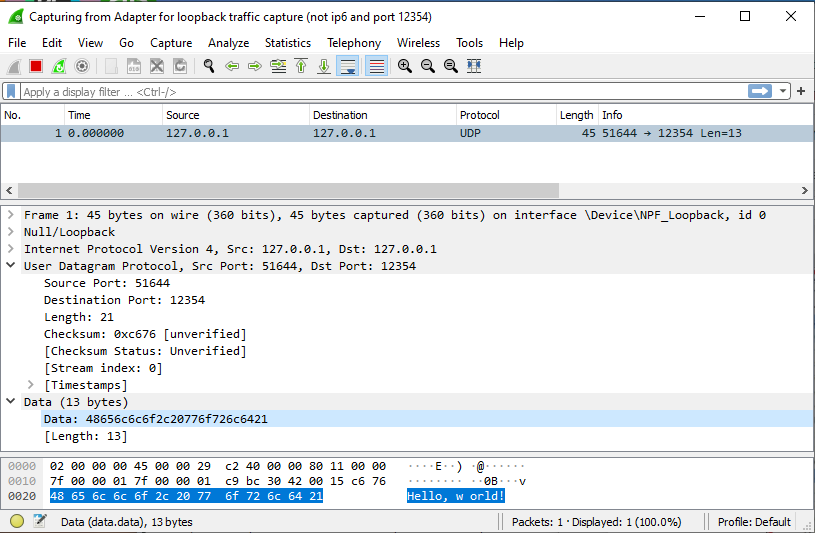 Capturing from Adapter for loopback traffic capture (not ip6 and port 12354)
File Edit View Go Capture Analyze Statistics Telephony Wireless Tools Help
Apply a display filter ... <Ctrl-/>
No. Time Source Destination Protocol Length Info
1 0.000000 127.0.0.1 127.0.0.1 UDP 45 51644 → 12354 Len=13
Frame 1: 45 bytes on wire (360 bits), 45 bytes captured (360 bits) on interface \Device\NPF_Loopback, id 0
Null/Loopback
Internet Protocol Version 4, Src: 127.0.0.1, Dst: 127.0.0.1
User Datagram Protocol, Src Port: 51644, Dst Port: 12354
Source Port: 51644
Destination Port: 12354
Length: 21
Checksum: 0xc676 [unverified]
[Checksum Status: Unverified]
[Stream index: 0]
[Timestamps]
Data (13 bytes)
Data: 48656c6c6f2c20776f726c6421
[Length: 13]
0000 02 00 00 00 45 00 00 29 c2 40 00 00 80 11 00 00 ····E··) ·@······
0010 7f 00 00 01 7f 00 00 01 c9 bc 30 42 00 15 c6 76 ········ ··0B···v
0020 48 65 6c 6c 6f 2c 20 77 6f 72 6c 64 21 Hello, w orld!
Data (data.data), 13 bytes Packets: 1 · Displayed: 1 (100.0%) Profile: Default